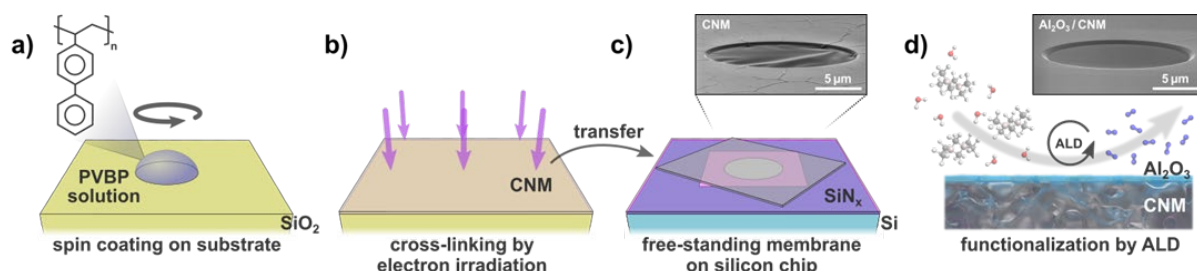 a)
n
PVBP
solution
SiO₂
spin coating on substrate
b)
CNM
cross-linking by
electron irradiation
transfer
c)
CNM
5 µm
SiNₓ
Si
free-standing membrane
on silicon chip
d)
Al₂O₃ / CNM
5 µm
ALD
Al₂O₃
CNM
functionalization by ALD